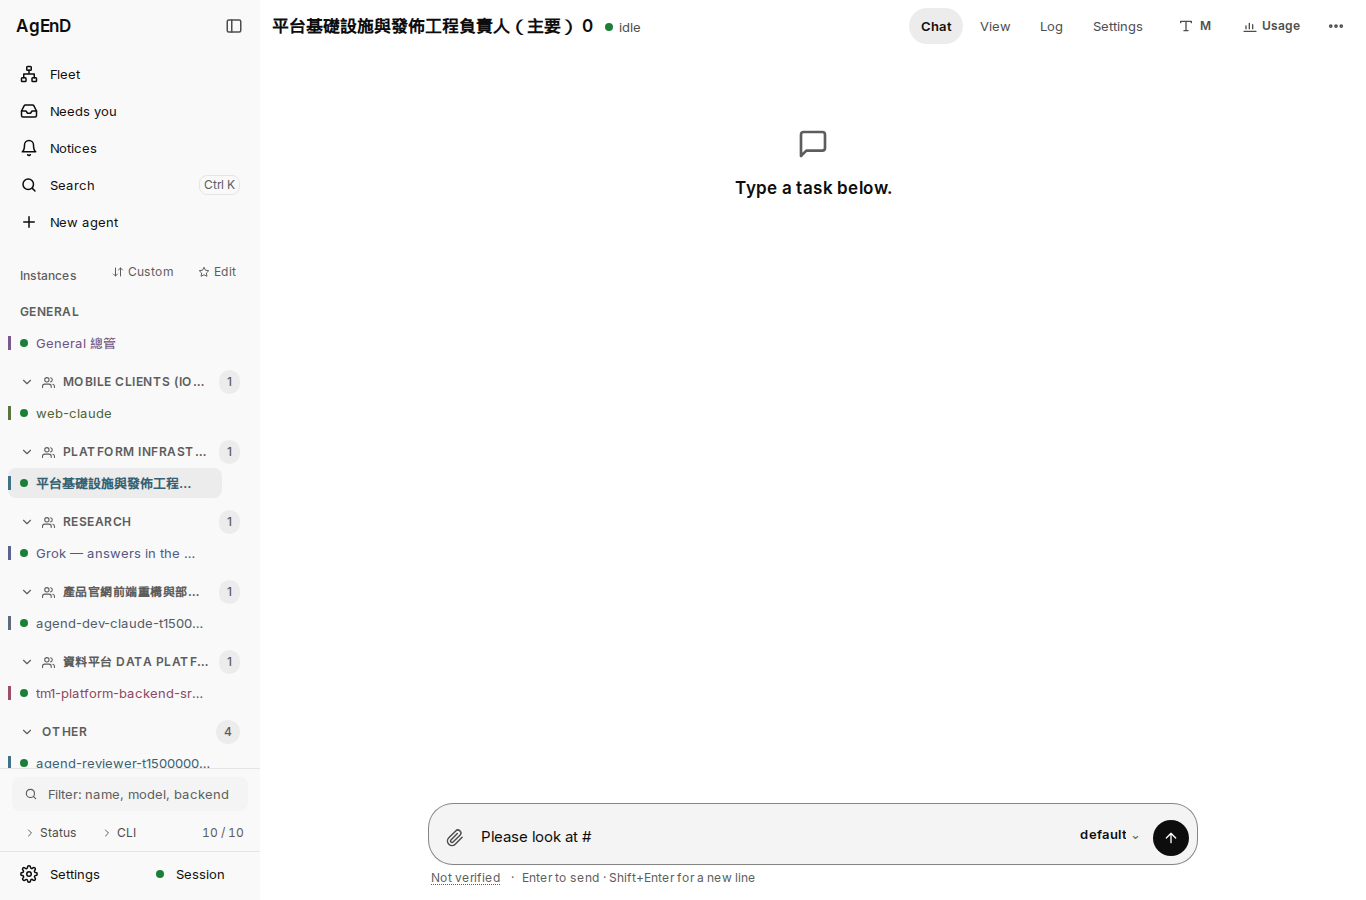 AgEnD
Fleet
Needs you
Notices
Search Ctrl K
New agent
Instances Custom Edit
GENERAL
General 總管
MOBILE CLIENTS (IO... 1
web-claude
PLATFORM INFRAST... 1
平台基礎設施與發佈工程...
RESEARCH 1
Grok — answers in the ...
產品官網前端重構與部... 1
agend-dev-claude-t1500...
資料平台 DATA PLATF... 1
tm1-platform-backend-sr...
OTHER 4
agend-reviewer-t1500000...
Filter: name, model, backend
Status CLI 10 / 10
Settings Session
平台基礎設施與發佈工程負責人（主要）0 idle
Chat View Log Settings M Usage
Type a task below.
Please look at # default
Not verified · Enter to send · Shift+Enter for a new line